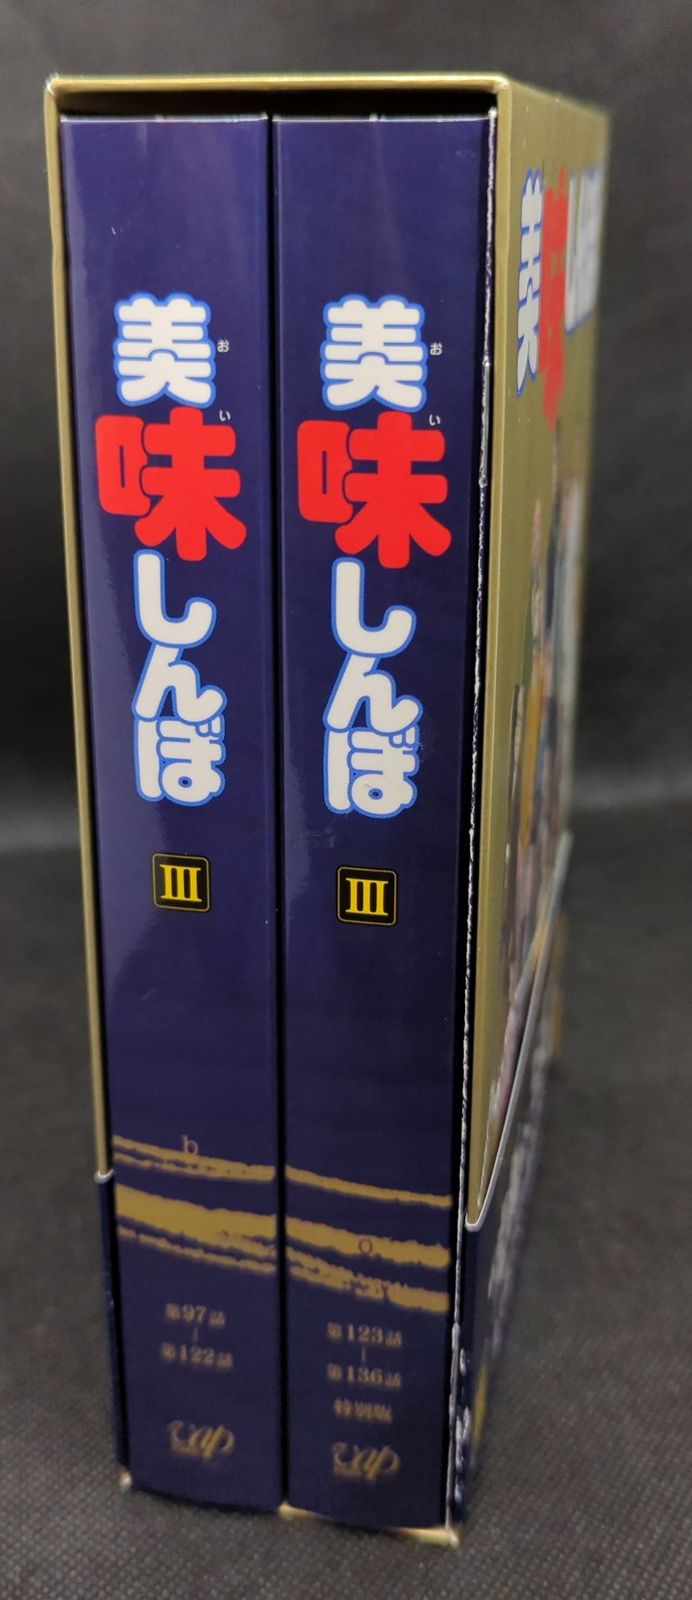 美味しんぼ
おい
III
b
第97話
|
第122話
vap
美味しんぼ
おい
III
o
第123話
|
第136話
特別版
vap
美味しんぼ